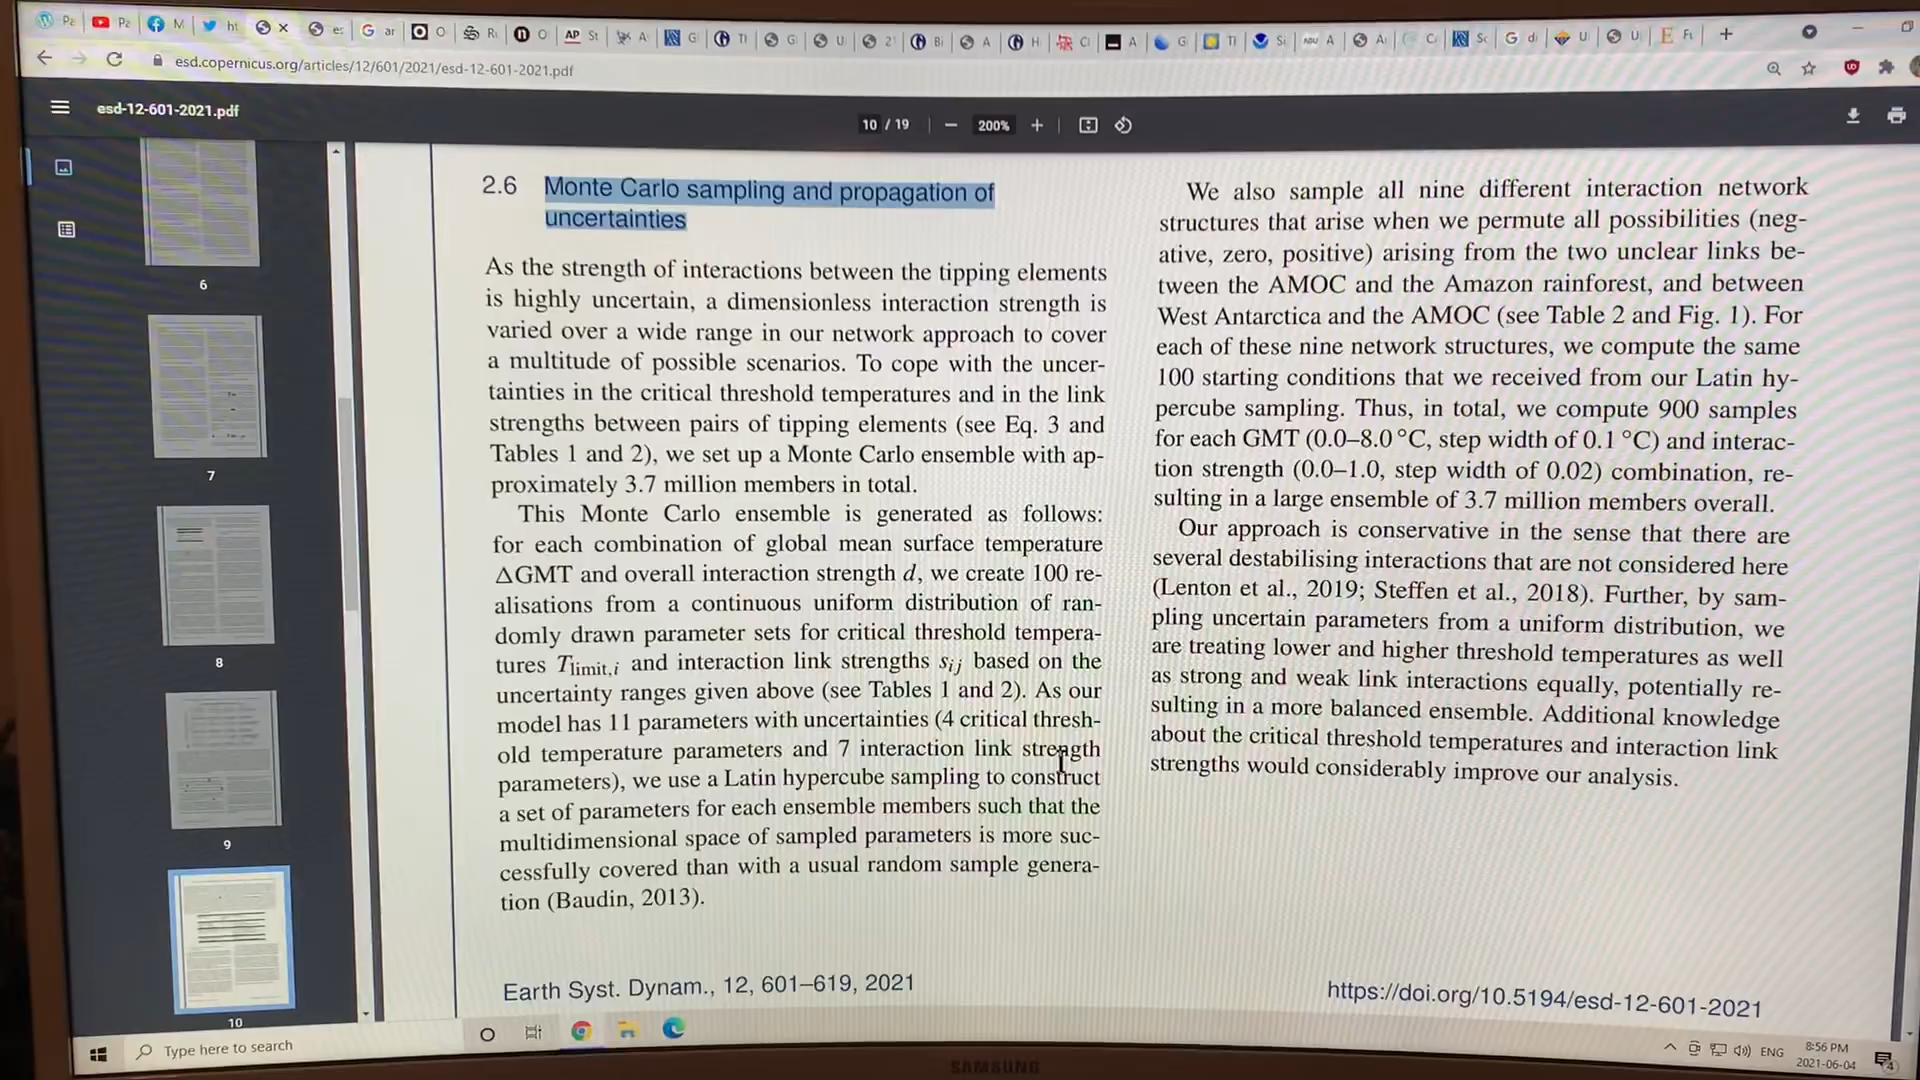 esd.copernicus.org/articles/12/601/2021/esd-12-601-2021.pdf
esd-12-601-2021.pdf
10 / 19
200%
6
7
8
9
10
2.6 Monte Carlo sampling and propagation of
uncertainties
As the strength of interactions between the tipping elements
is highly uncertain, a dimensionless interaction strength is
varied over a wide range in our network approach to cover
a multitude of possible scenarios. To cope with the uncer-
tainties in the critical threshold temperatures and in the link
strengths between pairs of tipping elements (see Eq. 3 and
Tables 1 and 2), we set up a Monte Carlo ensemble with ap-
proximately 3.7 million members in total.
This Monte Carlo ensemble is generated as follows:
for each combination of global mean surface temperature
ΔGMT and overall interaction strength d, we create 100 re-
alisations from a continuous uniform distribution of ran-
domly drawn parameter sets for critical threshold tempera-
tures Tlimit,i and interaction link strengths sij based on the
uncertainty ranges given above (see Tables 1 and 2). As our
model has 11 parameters with uncertainties (4 critical thresh-
old temperature parameters and 7 interaction link strength
parameters), we use a Latin hypercube sampling to construct
a set of parameters for each ensemble members such that the
multidimensional space of sampled parameters is more suc-
cessfully covered than with a usual random sample genera-
tion (Baudin, 2013).
We also sample all nine different interaction network
structures that arise when we permute all possibilities (neg-
ative, zero, positive) arising from the two unclear links be-
tween the AMOC and the Amazon rainforest, and between
West Antarctica and the AMOC (see Table 2 and Fig. 1). For
each of these nine network structures, we compute the same
100 starting conditions that we received from our Latin hy-
percube sampling. Thus, in total, we compute 900 samples
for each GMT (0.0–8.0 °C, step width of 0.1 °C) and interac-
tion strength (0.0–1.0, step width of 0.02) combination, re-
sulting in a large ensemble of 3.7 million members overall.
Our approach is conservative in the sense that there are
several destabilising interactions that are not considered here
(Lenton et al., 2019; Steffen et al., 2018). Further, by sam-
pling uncertain parameters from a uniform distribution, we
are treating lower and higher threshold temperatures as well
as strong and weak link interactions equally, potentially re-
sulting in a more balanced ensemble. Additional knowledge
about the critical threshold temperatures and interaction link
strengths would considerably improve our analysis.
Earth Syst. Dynam., 12, 601–619, 2021
https://doi.org/10.5194/esd-12-601-2021
Type here to search
ENG
8:56 PM
2021-06-04
SAMSUNG